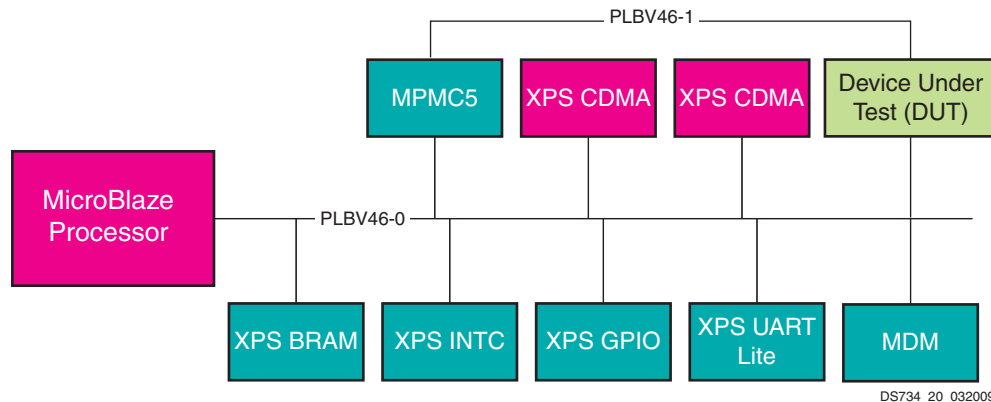 PLBV46-1
MPMC5
XPS CDMA
XPS CDMA
Device Under
Test (DUT)
MicroBlaze
Processor
PLBV46-0
XPS BRAM
XPS INTC
XPS GPIO
XPS UART
Lite
MDM
DS734_20_032009